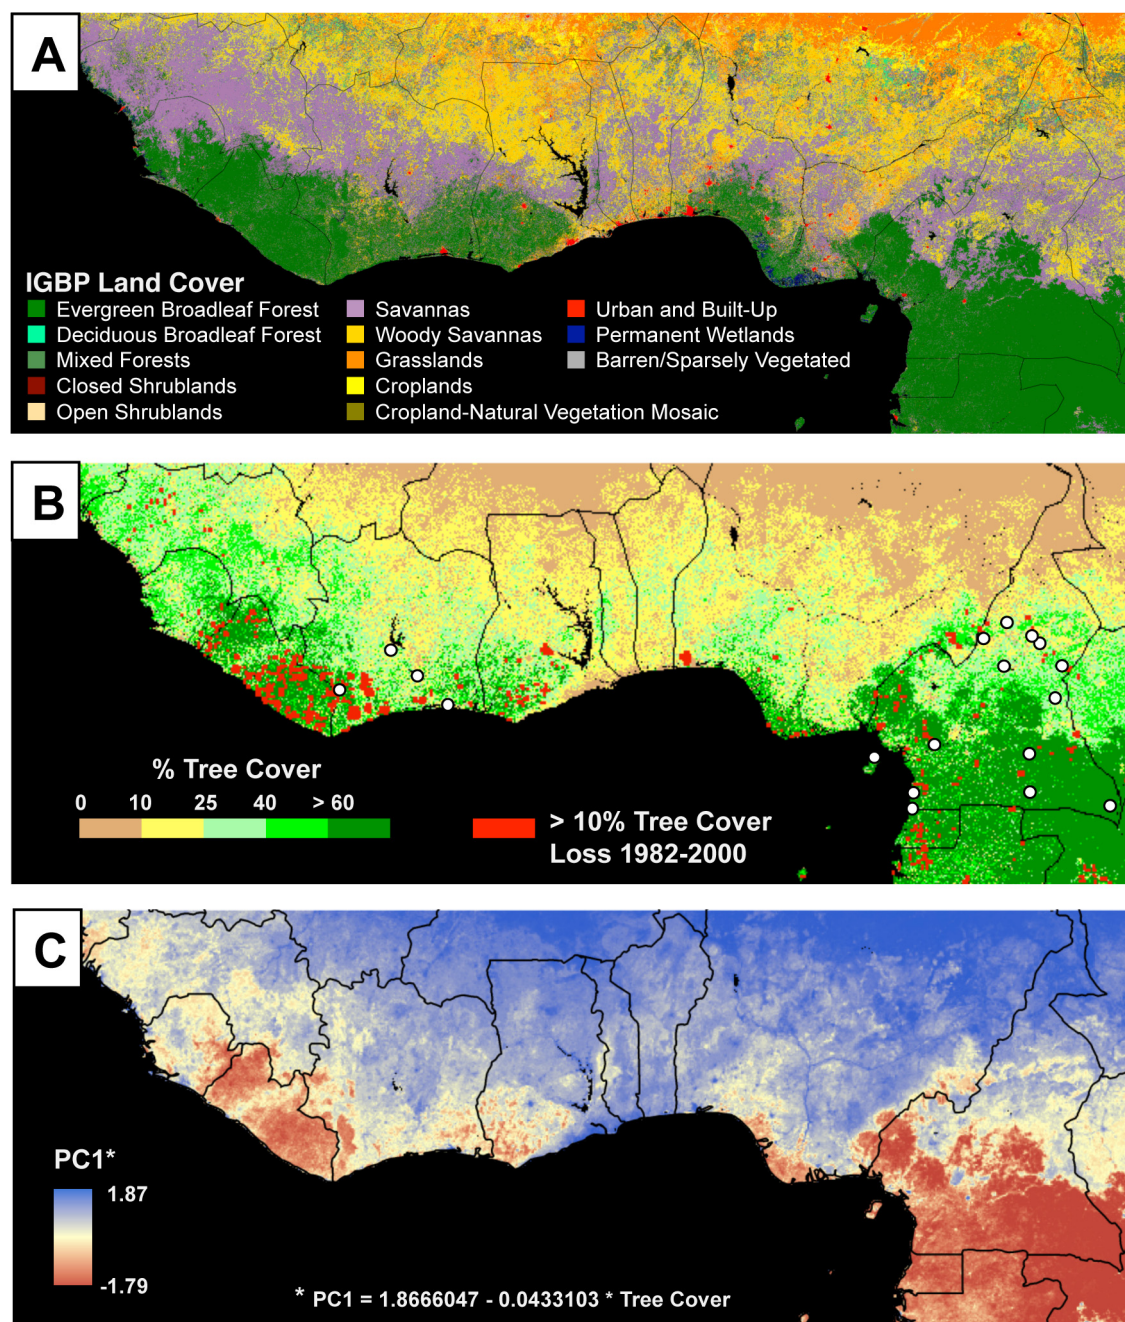 A
IGBP Land Cover
Evergreen Broadleaf Forest
Deciduous Broadleaf Forest
Mixed Forests
Closed Shrublands
Open Shrublands
Savannas
Woody Savannas
Grasslands
Croplands
Cropland-Natural Vegetation Mosaic
Urban and Built-Up
Permanent Wetlands
Barren/Sparsely Vegetated
B
% Tree Cover
0 10 25 40 > 60
> 10% Tree Cover
Loss 1982-2000
C
PC1*
1.87
-1.79
* PC1 = 1.8666047 - 0.0433103 * Tree Cover